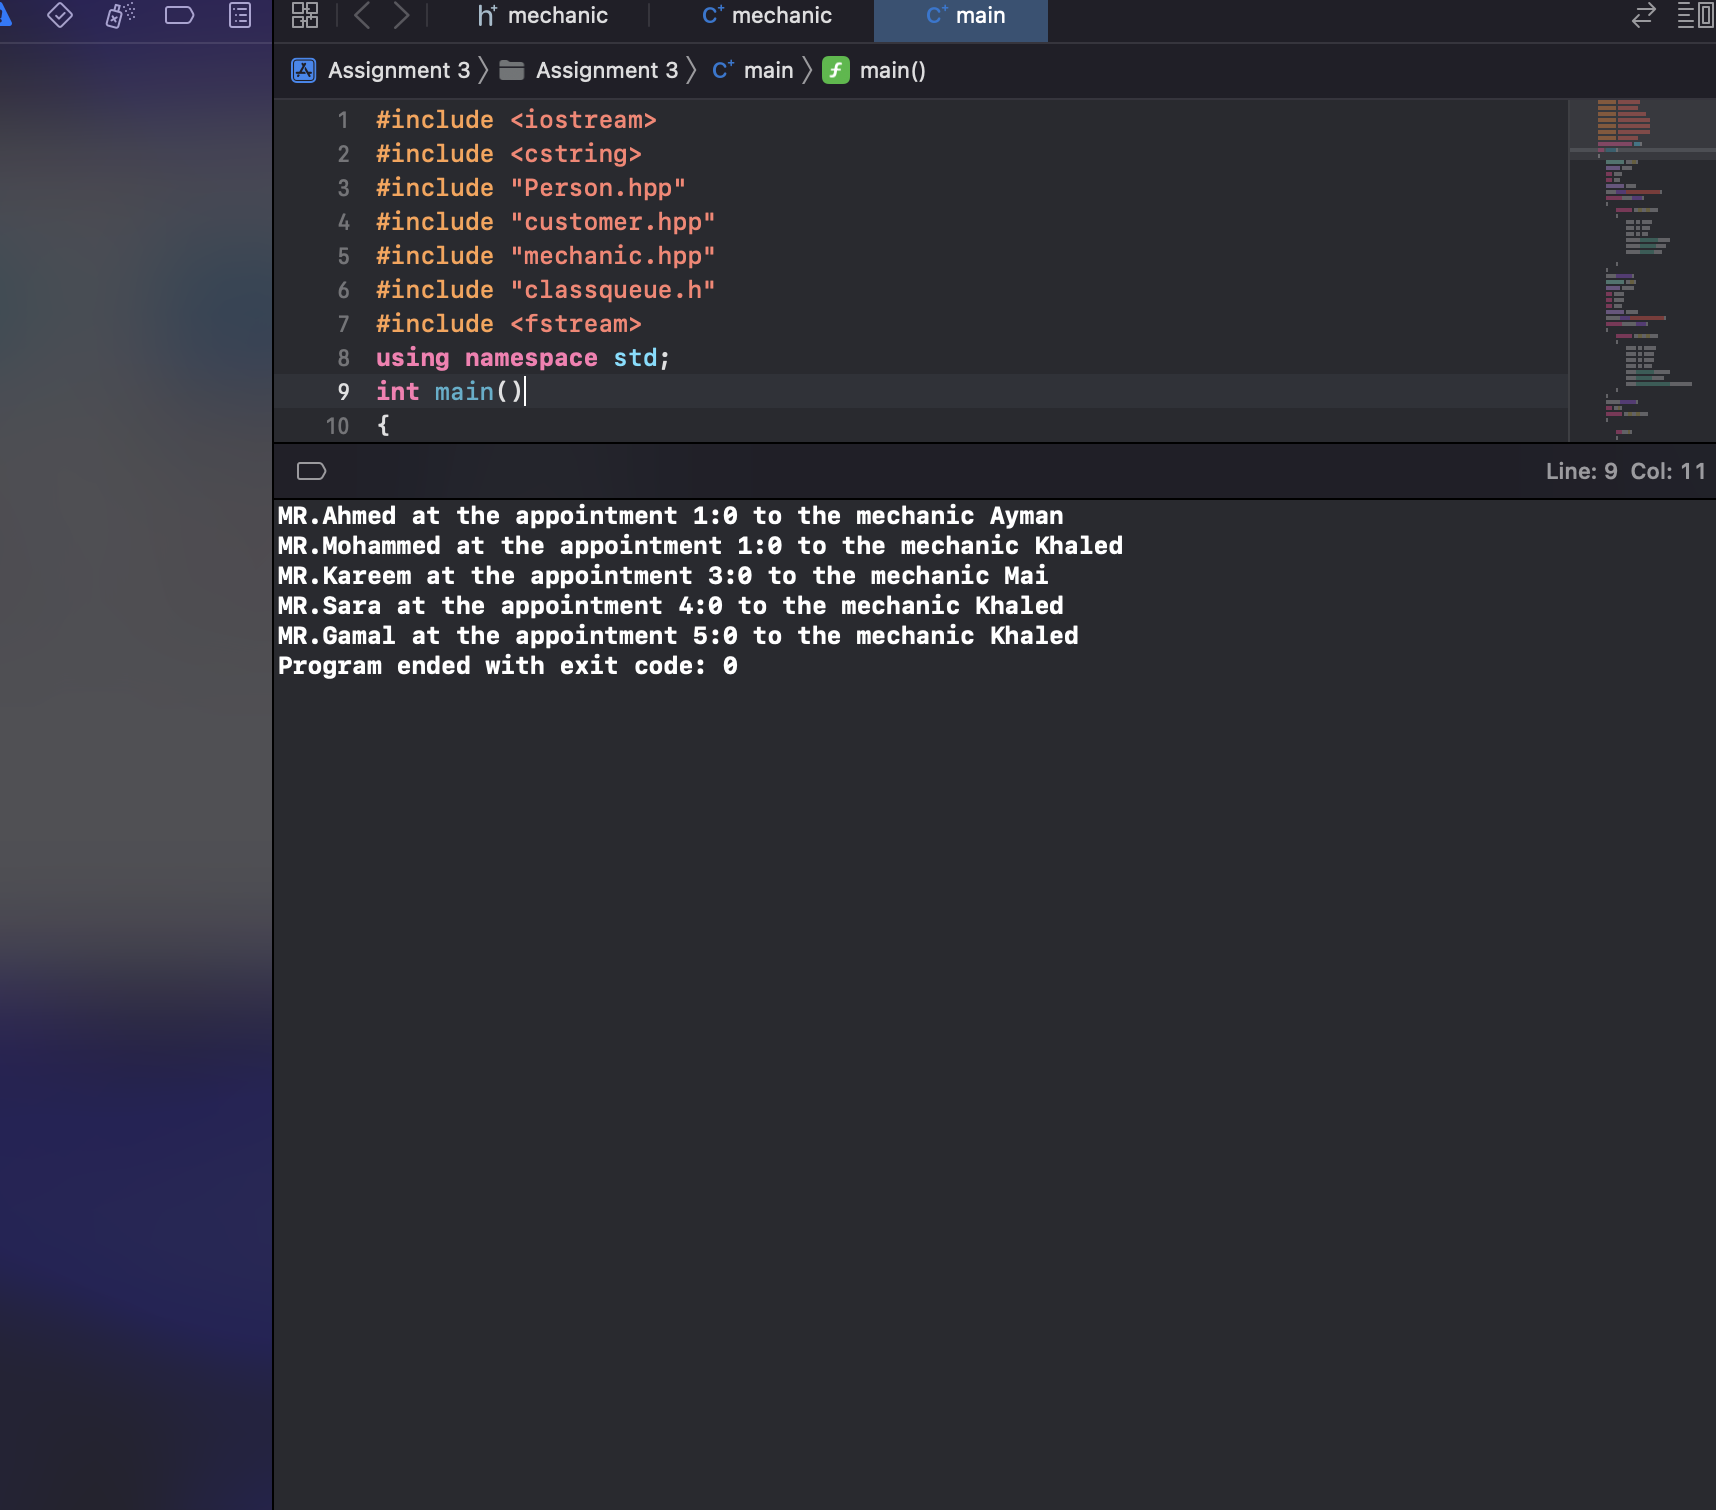 mechanic
mechanic
main
Assignment 3 Assignment 3 main main()
1 #include <iostream>
2 #include <cstring>
3 #include "Person.hpp"
4 #include "customer.hpp"
5 #include "mechanic.hpp"
6 #include "classqueue.h"
7 #include <fstream>
8 using namespace std;
9 int main()
10 {
Line: 9 Col: 11
MR.Ahmed at the appointment 1:0 to the mechanic Ayman
MR.Mohammed at the appointment 1:0 to the mechanic Khaled
MR.Kareem at the appointment 3:0 to the mechanic Mai
MR.Sara at the appointment 4:0 to the mechanic Khaled
MR.Gamal at the appointment 5:0 to the mechanic Khaled
Program ended with exit code: 0